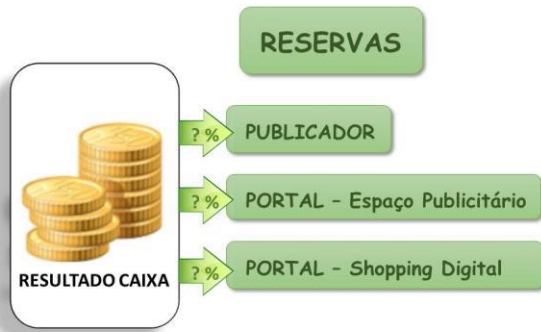 RESERVAS
? % PUBLICADOR
? % PORTAL – Espaço Publicitário
? % PORTAL – Shopping Digital
RESULTADO CAIXA